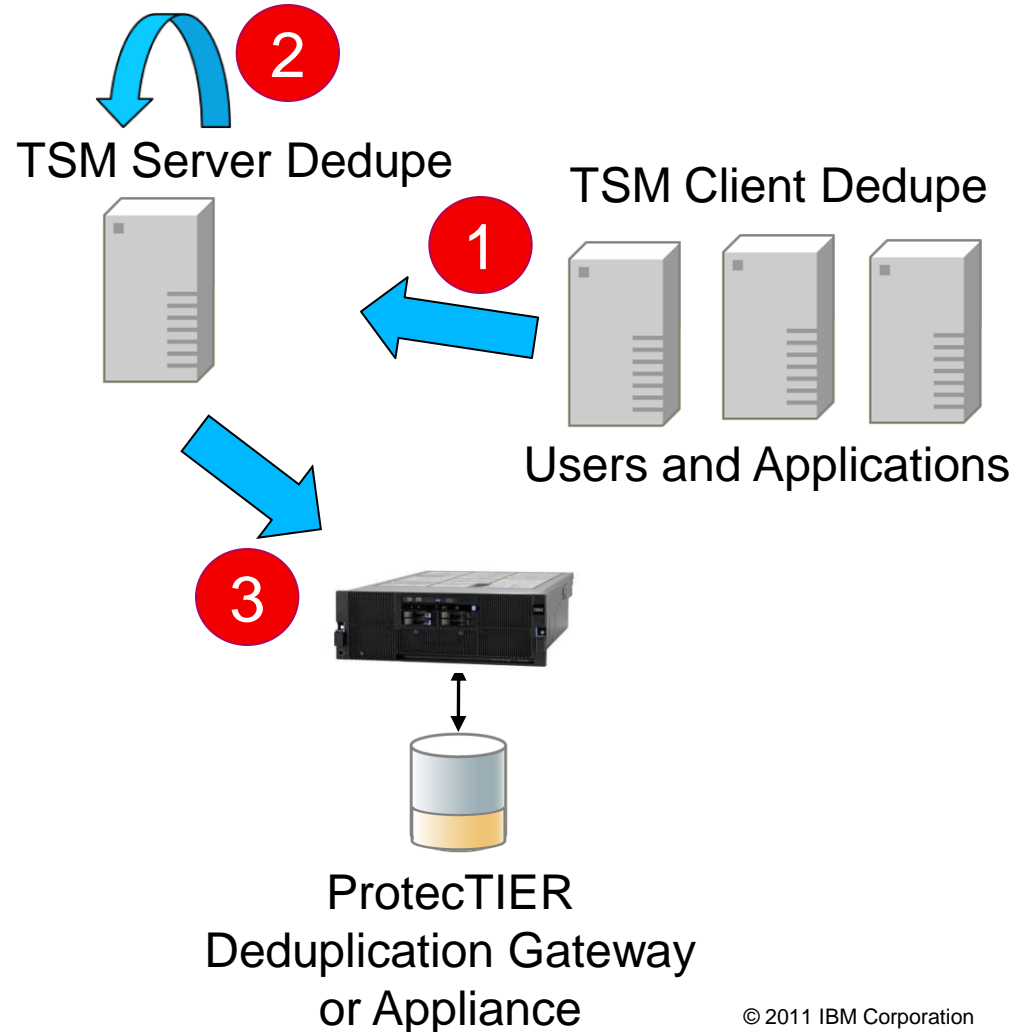 2
TSM Server Dedupe
TSM Client Dedupe
1
Users and Applications
3
ProtecTIER
Deduplication Gateway
or Appliance
© 2011 IBM Corporation